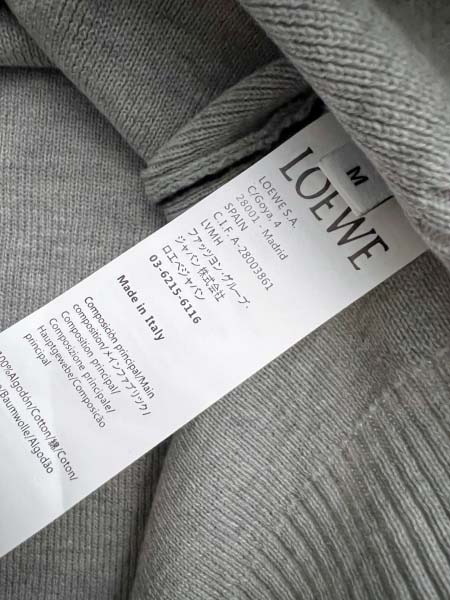 M
LOEWE
LOEWE S.A.
C/Goya, 4
28001 - Madrid
SPAIN
C.I.F. A-28003861
LVMH
ファッション・グループ・
ジャパン株式会社
ロエベジャパン
03-6215-6116
Made in Italy
Composición principal/Main
composition/メインファブリック/
Composition principale/
Composizione principale/
Hauptgewebe/Composição
principal
100%Algodón/Cotton/綿/Coton/
/Baumwolle/Algodão